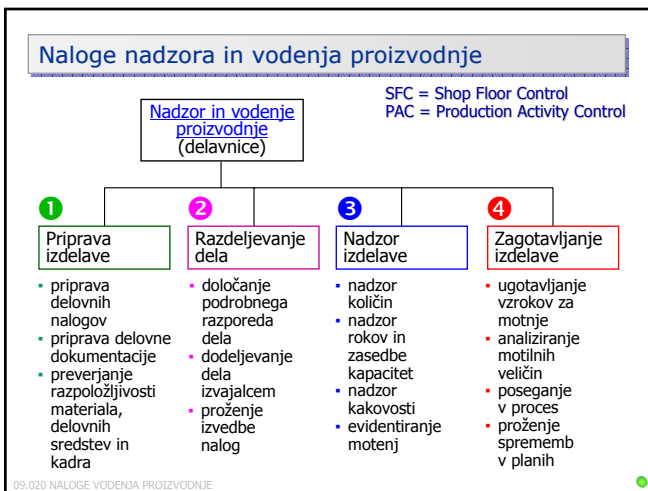 Naloge nadzora in vodenja proizvodnje
SFC = Shop Floor Control
PAC = Production Activity Control
Nadzor in vodenje
proizvodnje
(delavnice)
1
Priprava
izdelave
▪ priprava
delovnih
nalogov
▪ priprava delovne
dokumentacije
▪ preverjanje
razpoložljivosti
materiala,
delovnih
sredstev in
kadra
2
Razdeljevanje
dela
▪ določanje
podrobnega
razporeda
dela
▪ dodeljevanje
dela
izvajalcem
▪ proženje
izvedbe
nalog
3
Nadzor
izdelave
▪ nadzor
količin
▪ nadzor
rokov in
zasedbe
kapacitet
▪ nadzor
kakovosti
▪ evidentiranje
motenj
4
Zagotavljanje
izdelave
▪ ugotavljanje
vzrokov za
motnje
▪ analiziranje
motilnih
veličin
▪ poseganje
v proces
▪ proženje
sprememb
v planih
09.020 NALOGE VODENJA PROIZVODNJE